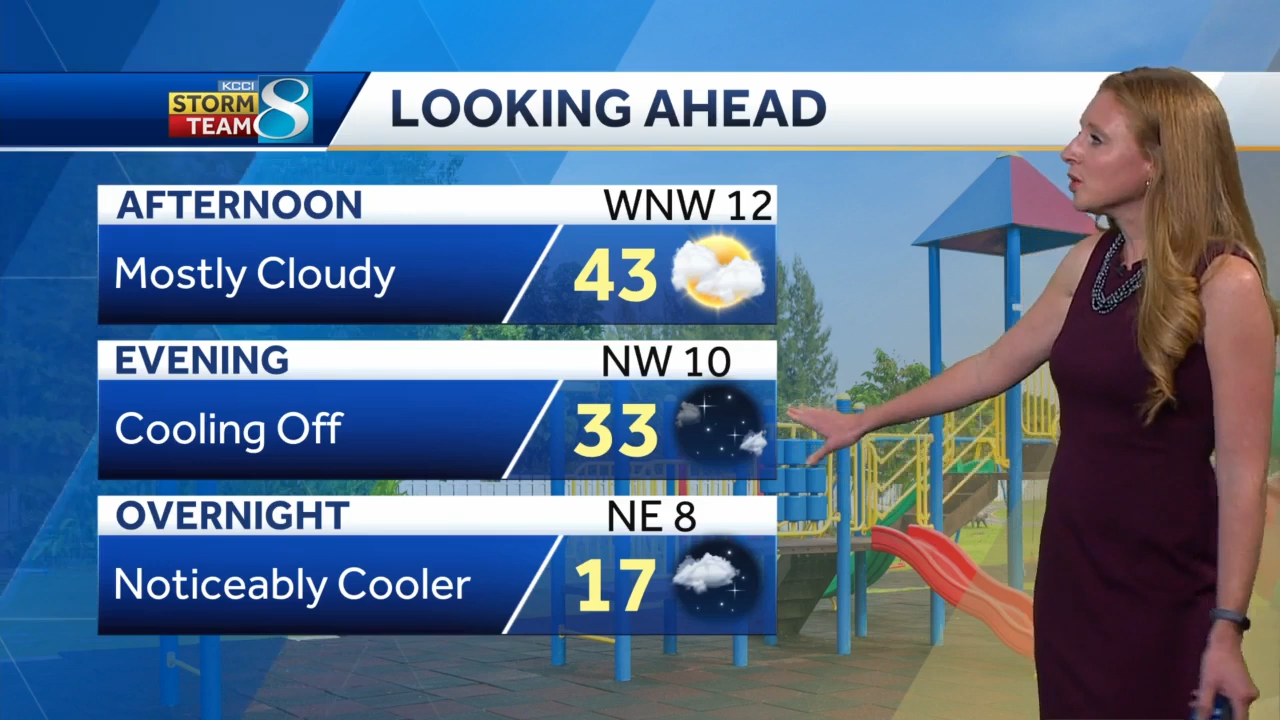 KCCI
STORM
TEAM 8
LOOKING AHEAD
AFTERNOON WNW 12
Mostly Cloudy 43
EVENING NW 10
Cooling Off 33
OVERNIGHT NE 8
Noticeably Cooler 17